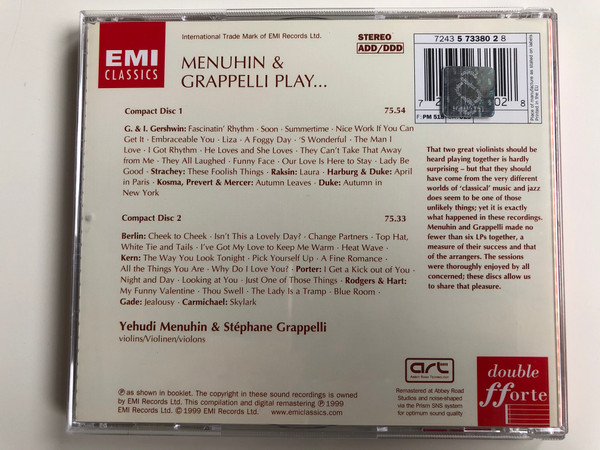 EMI
CLASSICS
International Trade Mark of EMI Records Ltd.
STEREO
ADD/DDD
7243 5 73380 2 8
MENUHIN &
GRAPPELLI PLAY...
Place of manufacture as stated on labels
Printed in the EU
F: PM 518
Compact Disc 1 75.54
G. & I. Gershwin: Fascinatin' Rhythm · Soon · Summertime · Nice Work If You Can
Get It · Embraceable You · Liza · A Foggy Day · 'S Wonderful · The Man I
Love · I Got Rhythm · He Loves and She Loves · They Can't Take That Away
from Me · They All Laughed · Funny Face · Our Love Is Here to Stay · Lady Be
Good · Strachey: These Foolish Things · Raksin: Laura · Harburg & Duke: April
in Paris · Kosma, Prevert & Mercer: Autumn Leaves · Duke: Autumn in
New York
Compact Disc 2 75.33
Berlin: Cheek to Cheek · Isn't This a Lovely Day? · Change Partners · Top Hat,
White Tie and Tails · I've Got My Love to Keep Me Warm · Heat Wave ·
Kern: The Way You Look Tonight · Pick Yourself Up · A Fine Romance ·
All the Things You Are · Why Do I Love You? · Porter: I Get a Kick out of You ·
Night and Day · Looking at You · Just One of Those Things · Rodgers & Hart:
My Funny Valentine · Thou Swell · The Lady Is a Tramp · Blue Room ·
Gade: Jealousy · Carmichael: Skylark
Yehudi Menuhin & Stéphane Grappelli
violins/Violinen/violons
That two great violinists should be
heard playing together is hardly
surprising – but that they should
have come from the very different
worlds of 'classical' music and jazz
does seem to be one of those
unlikely things; yet it is exactly
what happened in these recordings.
Menuhin and Grappelli made no
fewer than six LPs together, a
measure of their success and that
of the arrangers. The sessions
were thoroughly enjoyed by all
concerned; these discs allow us
to share that pleasure.
℗ as shown in booklet. The copyright in these sound recordings is owned
by EMI Records Ltd. This compilation and digital remastering ℗ 1999
EMI Records Ltd. © 1999 EMI Records Ltd. www.emiclassics.com
art
Remastered at Abbey Road
Studios and noise-shaped
via the Prism SNS system
for optimum sound quality
double
fforte